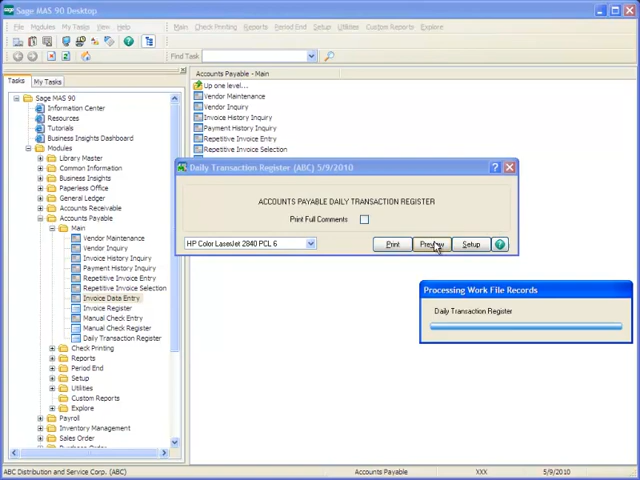 Sage MAS 90 Desktop
File Modules My Tasks View Help Main Check Printing Reports Period End Setup Utilities Custom Reports Explore
Find Task
Tasks My Tasks
Sage MAS 90
Information Center
Resources
Tutorials
Business Insights Dashboard
Modules
Library Master
Common Information
Business Insights
Paperless Office
General Ledger
Accounts Receivable
Accounts Payable
Main
Vendor Maintenance
Vendor Inquiry
Invoice History Inquiry
Payment History Inquiry
Repetitive Invoice Entry
Repetitive Invoice Selection
Invoice Data Entry
Invoice Register
Manual Check Entry
Manual Check Register
Daily Transaction Register
Check Printing
Reports
Period End
Setup
Utilities
Custom Reports
Explore
Payroll
Inventory Management
Sales Order
Accounts Payable - Main
Up one level...
Vendor Maintenance
Vendor Inquiry
Invoice History Inquiry
Payment History Inquiry
Repetitive Invoice Entry
Repetitive Invoice Selection
Daily Transaction Register (ABC) 5/9/2010
ACCOUNTS PAYABLE DAILY TRANSACTION REGISTER
Print Full Comments
HP Color LaserJet 2840 PCL 6
Print Preview Setup
Processing Work File Records
Daily Transaction Register
ABC Distribution and Service Corp. (ABC) Accounts Payable XXX 5/9/2010